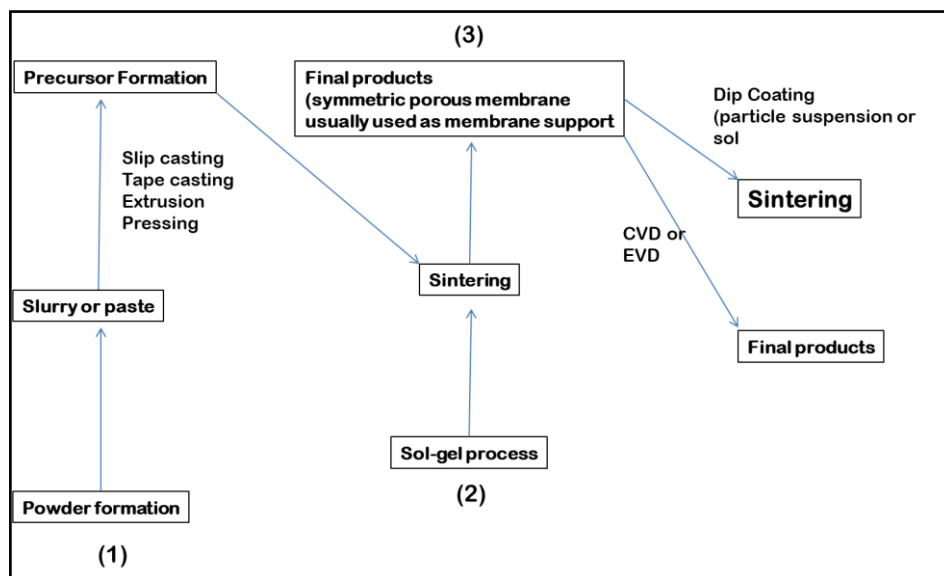 (3)
Precursor Formation
Final products
(symmetric porous membrane
usually used as membrane support
Dip Coating
(particle suspension or
sol
Slip casting
Tape casting
Extrusion
Pressing
Sintering
CVD or
EVD
Sintering
Slurry or paste
Final products
Sol-gel process
(2)
Powder formation
(1)